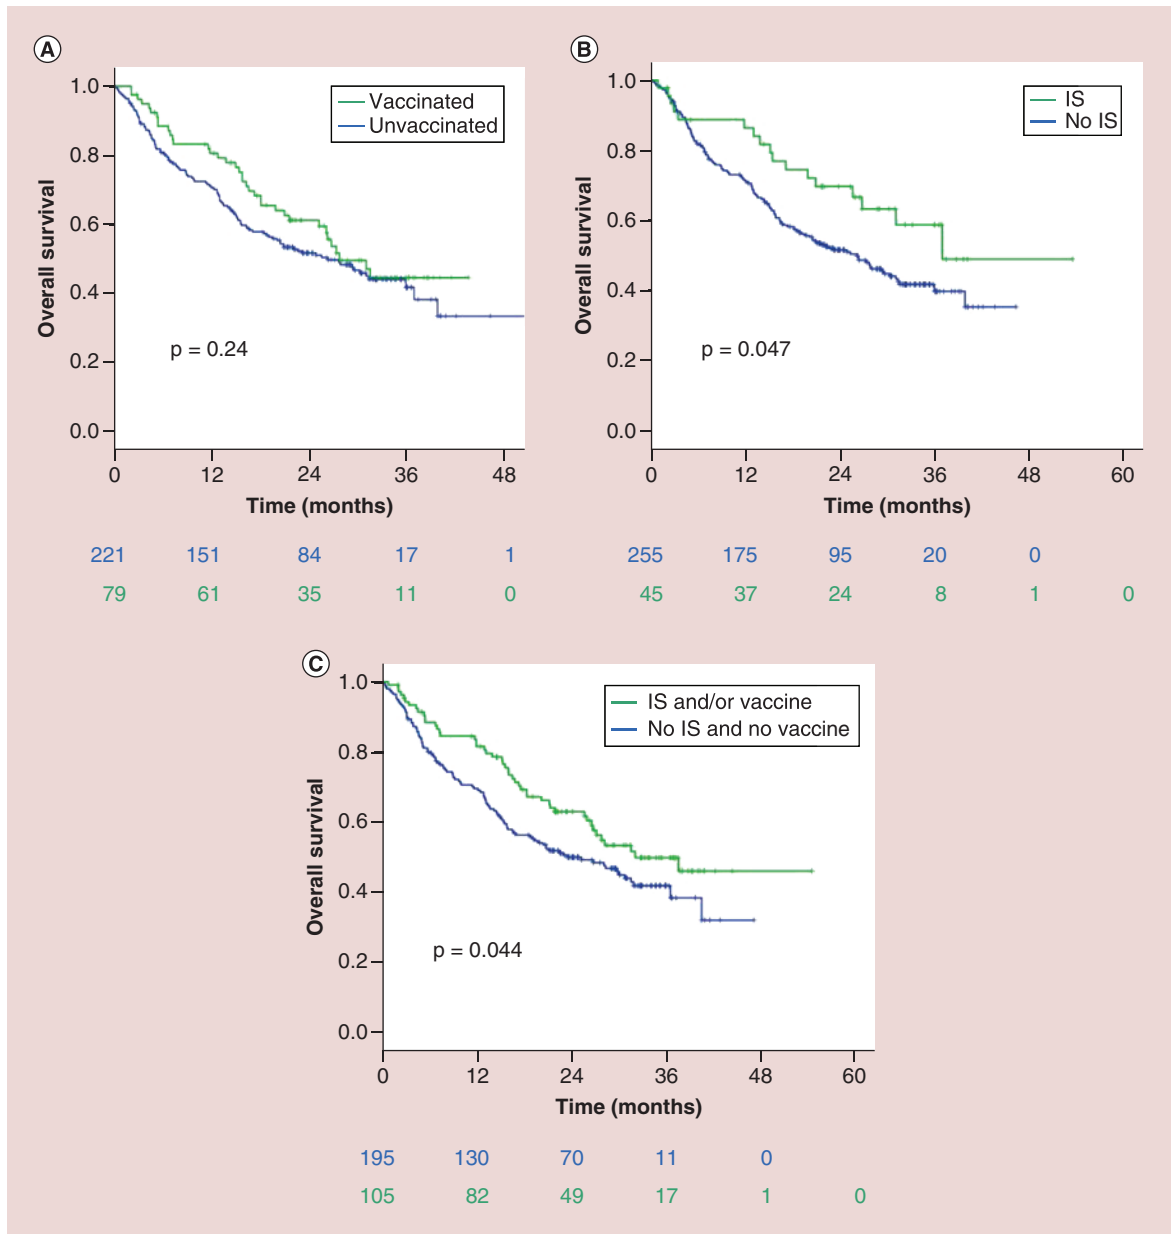 A
1.0
0.8
0.6
0.4
0.2
0.0
Overall survival
Vaccinated
Unvaccinated
p = 0.24
0 12 24 36 48
Time (months)
221 151 84 17 1
79 61 35 11 0
B
1.0
0.8
0.6
0.4
0.2
0.0
Overall survival
IS
No IS
p = 0.047
0 12 24 36 48 60
Time (months)
255 175 95 20 0
45 37 24 8 1 0
C
1.0
0.8
0.6
0.4
0.2
0.0
Overall survival
IS and/or vaccine
No IS and no vaccine
p = 0.044
0 12 24 36 48 60
Time (months)
195 130 70 11 0
105 82 49 17 1 0